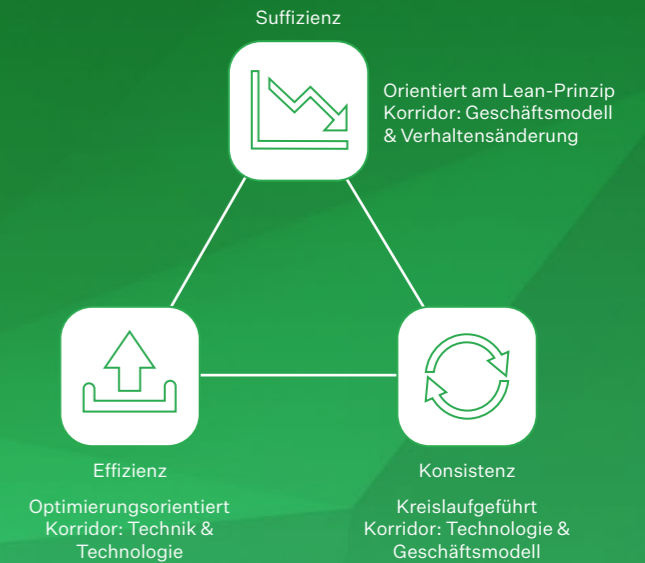 Suffizienz
Orientiert am Lean-Prinzip
Korridor: Geschäftsmodell
& Verhaltensänderung
Effizienz
Optimierungsorientiert
Korridor: Technik &
Technologie
Konsistenz
Kreislaufgeführt
Korridor: Technologie &
Geschäftsmodell